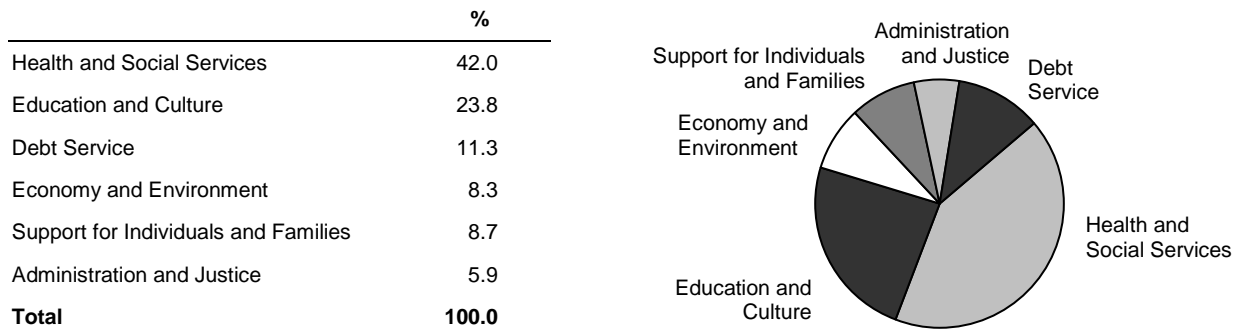 %
Health and Social Services 42.0
Education and Culture 23.8
Debt Service 11.3
Economy and Environment 8.3
Support for Individuals and Families 8.7
Administration and Justice 5.9
Total 100.0
Administration
and Justice
Support for Individuals
and Families
Debt
Service
Economy and
Environment
Health and
Social Services
Education and
Culture